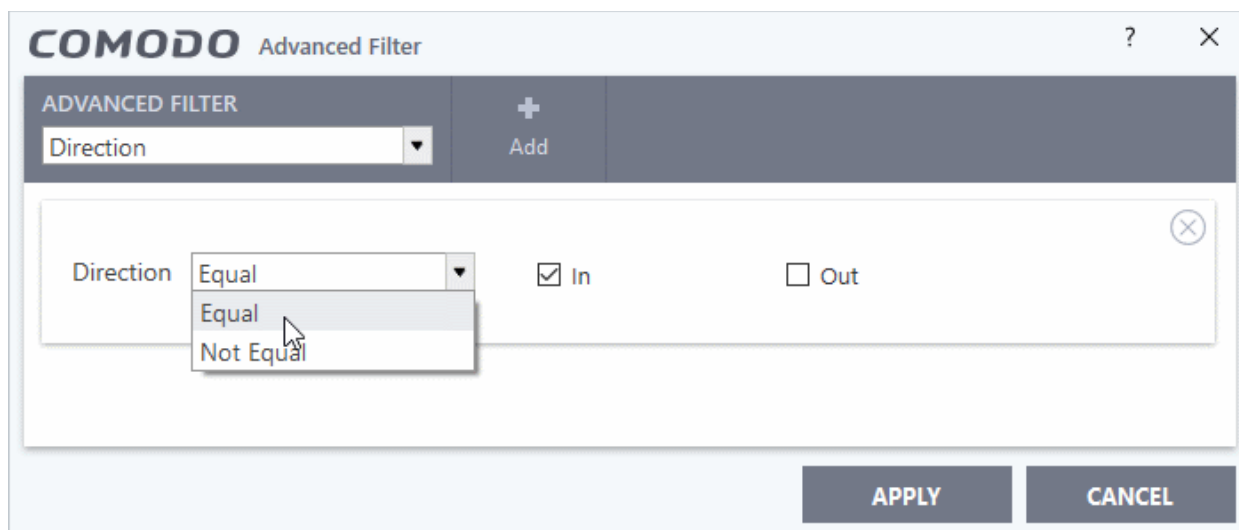 COMODO Advanced Filter ?
ADVANCED FILTER
Direction
Add
Direction Equal In Out
Equal
Not Equal
APPLY CANCEL